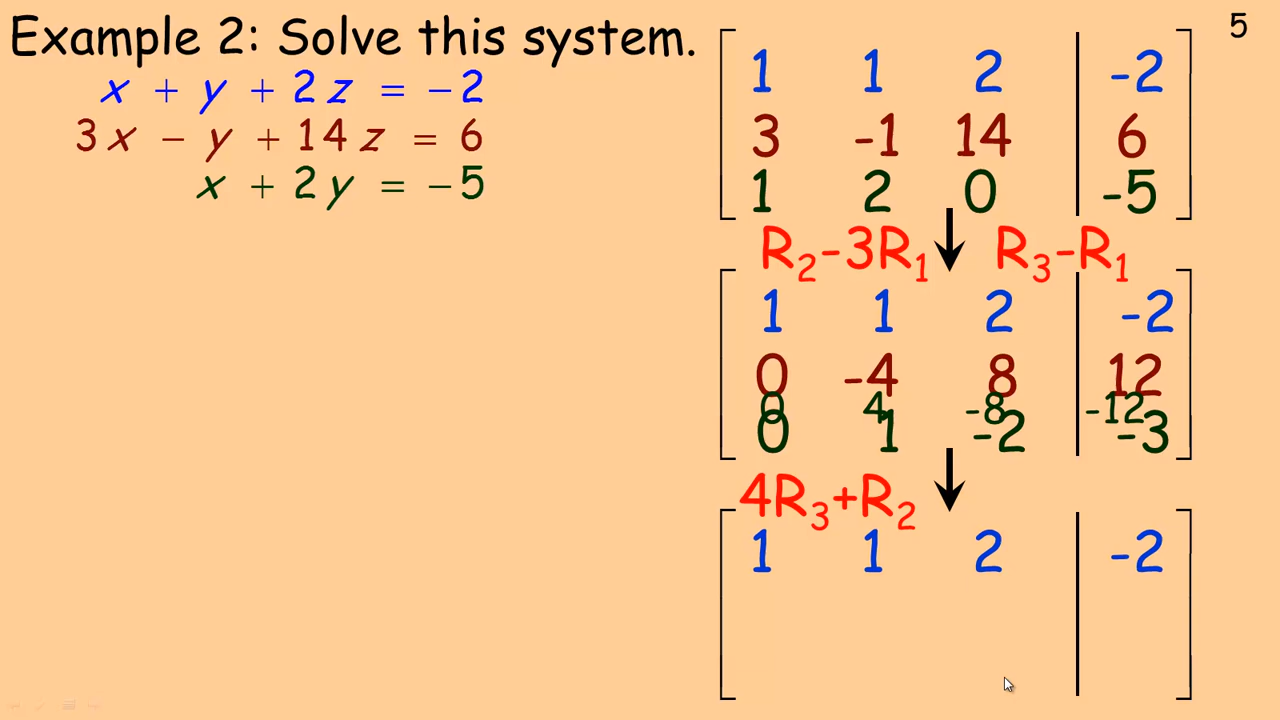 Example 2: Solve this system.
5
x + y + 2z = -2
3x - y + 14z = 6
x + 2y = -5
1 1 2 -2
3 -1 14 6
1 2 0 -5
R₂-3R₁ R₃-R₁
1 1 2 -2
0 -4 8 12
0 4 -8 -12
0 1 -2 -3
4R₃+R₂
1 1 2 -2